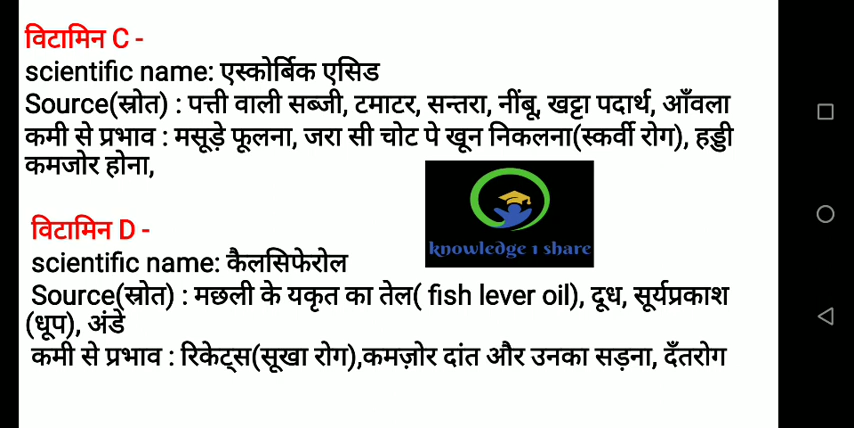 विटामिन C -
scientific name: एस्कोर्बिक एसिड
Source(स्रोत) : पत्ती वाली सब्जी, टमाटर, सन्तरा, नींबू, खट्टा पदार्थ, आँवला
कमी से प्रभाव : मसूड़े फूलना, जरा सी चोट पे खून निकलना(स्कर्वी रोग), हड्डी
कमजोर होना,
knowledge 1 share
विटामिन D -
scientific name: कैलसिफेरोल
Source(स्रोत) : मछली के यकृत का तेल( fish lever oil), दूध, सूर्यप्रकाश
(धूप), अंडे
कमी से प्रभाव : रिकेट्स(सूखा रोग),कमज़ोर दांत और उनका सड़ना, दँतरोग